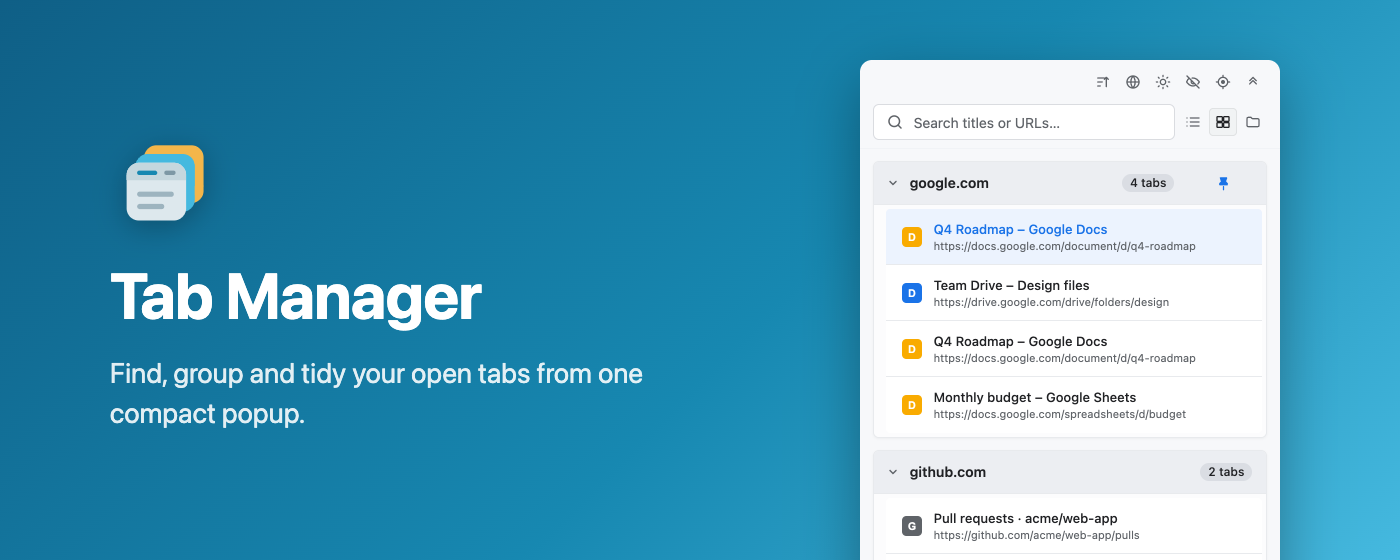 Tab Manager
Find, group and tidy your open tabs from one
compact popup.
Search titles or URLs...
google.com
4 tabs
D
Q4 Roadmap – Google Docs
https://docs.google.com/document/d/q4-roadmap
D
Team Drive – Design files
https://drive.google.com/drive/folders/design
D
Q4 Roadmap – Google Docs
https://docs.google.com/document/d/q4-roadmap
D
Monthly budget – Google Sheets
https://docs.google.com/spreadsheets/d/budget
github.com
2 tabs
G
Pull requests · acme/web-app
https://github.com/acme/web-app/pulls